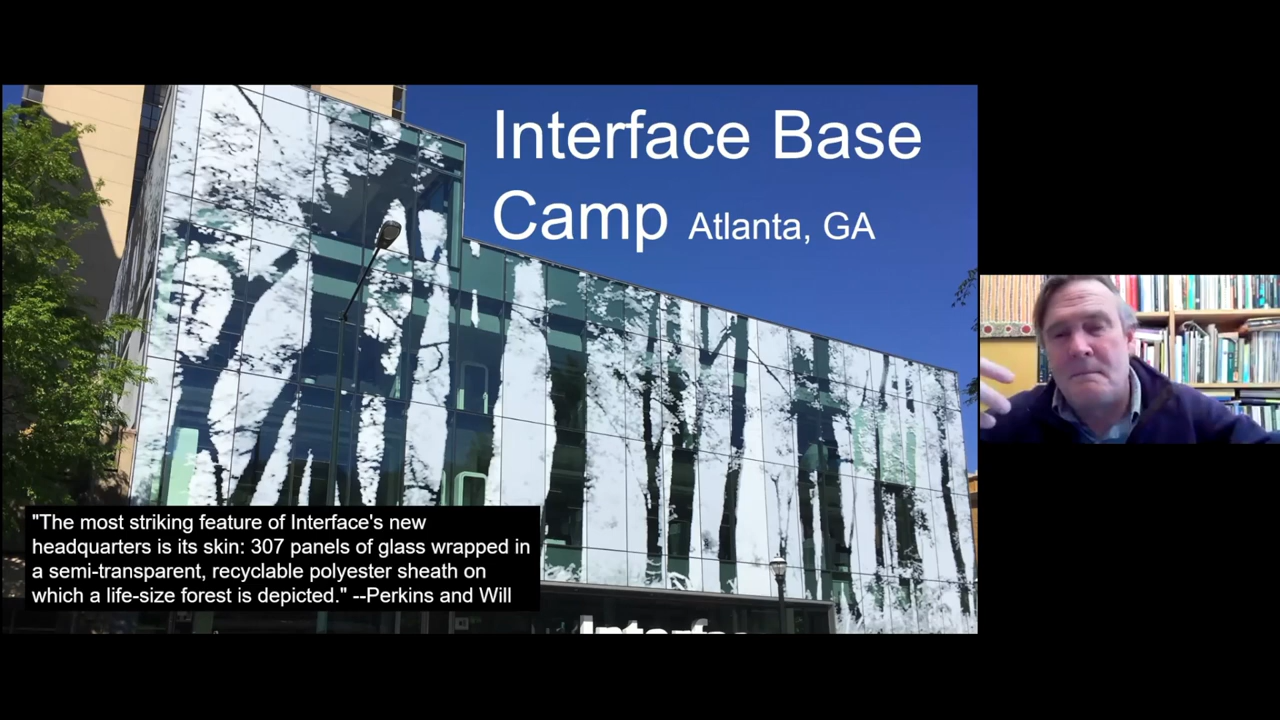 Interface Base
Camp Atlanta, GA
"The most striking feature of Interface's new
headquarters is its skin: 307 panels of glass wrapped in
a semi-transparent, recyclable polyester sheath on
which a life-size forest is depicted." --Perkins and Will